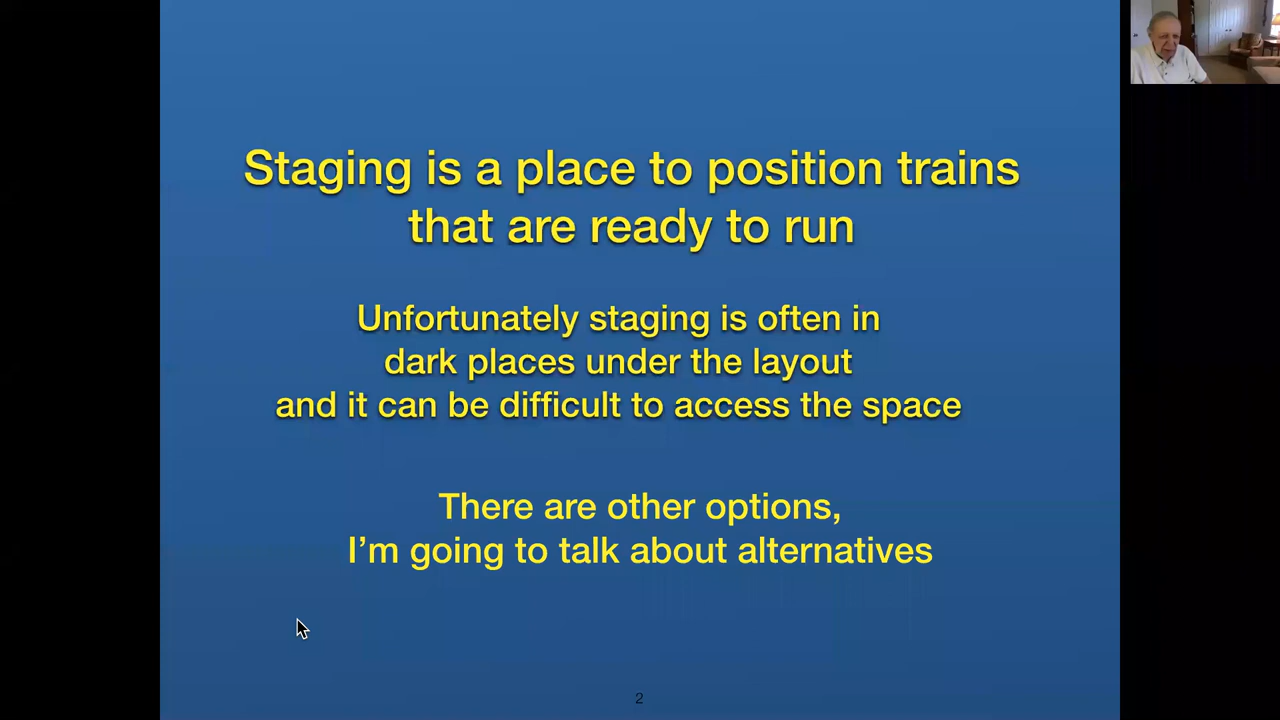 Staging is a place to position trains
that are ready to run
Unfortunately staging is often in
dark places under the layout
and it can be difficult to access the space
There are other options,
I’m going to talk about alternatives
2